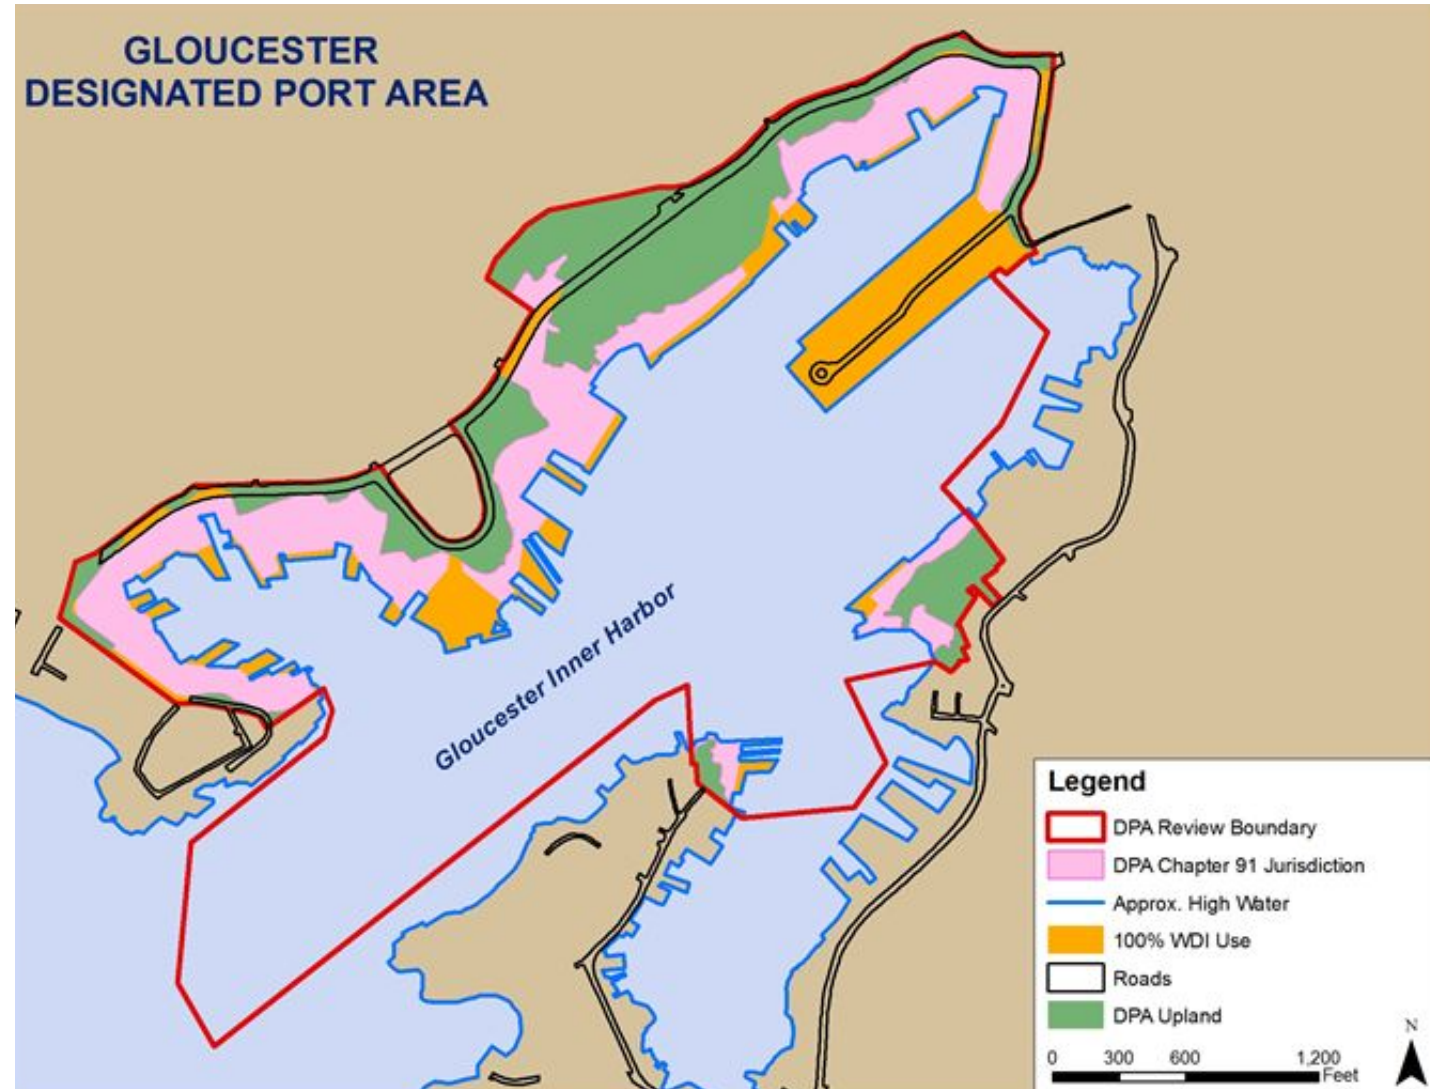 GLOUCESTER
DESIGNATED PORT AREA
Gloucester Inner Harbor
Legend
DPA Review Boundary
DPA Chapter 91 Jurisdiction
Approx. High Water
100% WDI Use
Roads
DPA Upland
N
0 300 600 1,200
Feet